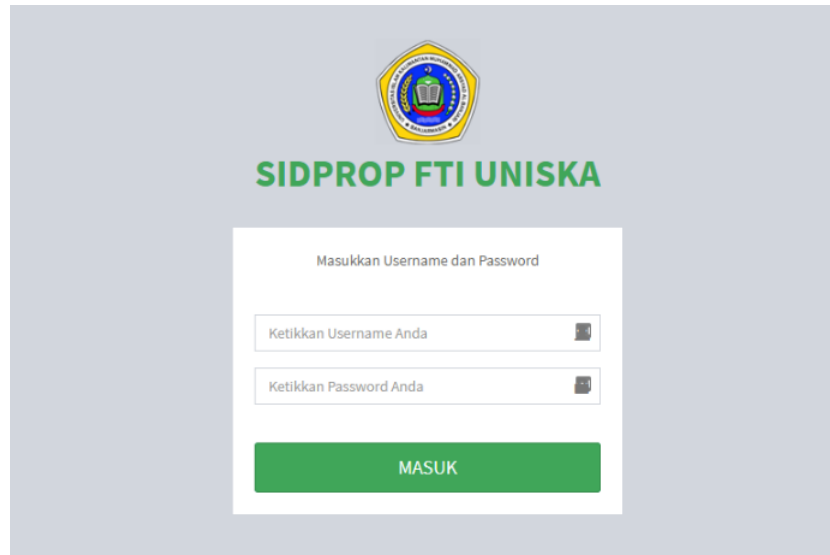 SIDPROP FTI UNISKA
Masukkan Username dan Password
Ketikkan Username Anda
Ketikkan Password Anda
MASUK